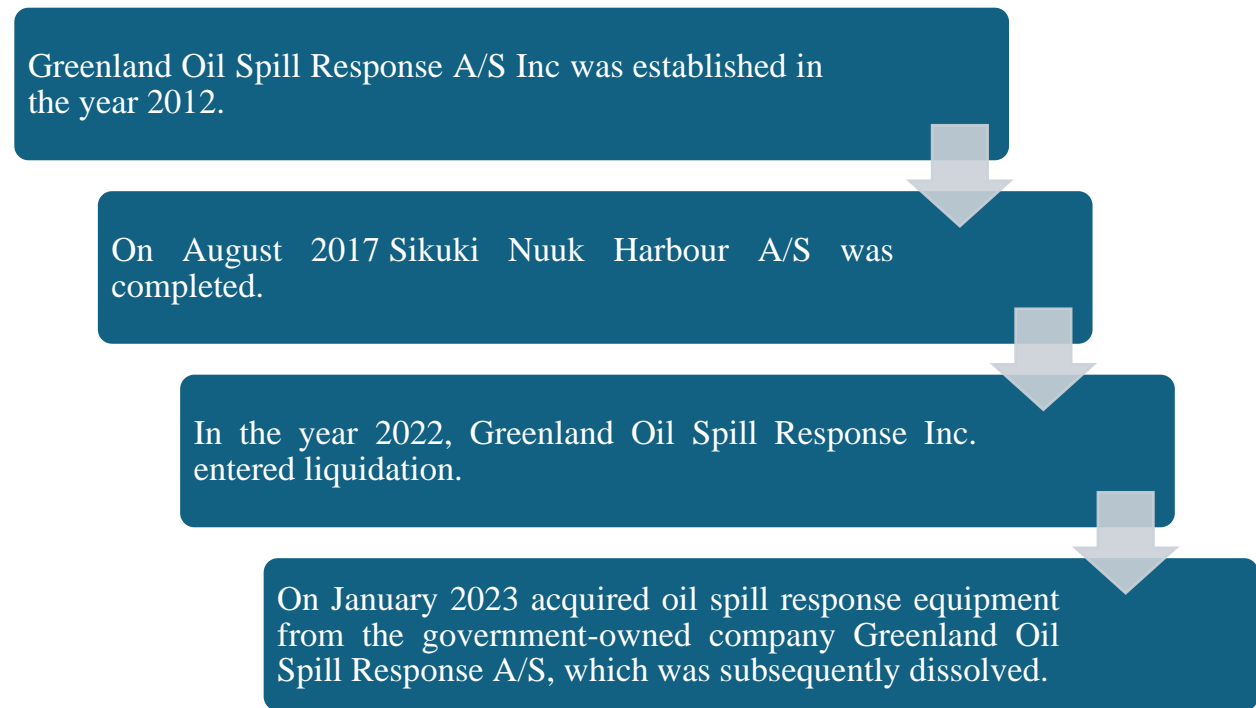 Greenland Oil Spill Response A/S Inc was established in
the year 2012.
On August 2017 Sikuki Nuuk Harbour A/S was
completed.
In the year 2022, Greenland Oil Spill Response Inc.
entered liquidation.
On January 2023 acquired oil spill response equipment
from the government-owned company Greenland Oil
Spill Response A/S, which was subsequently dissolved.